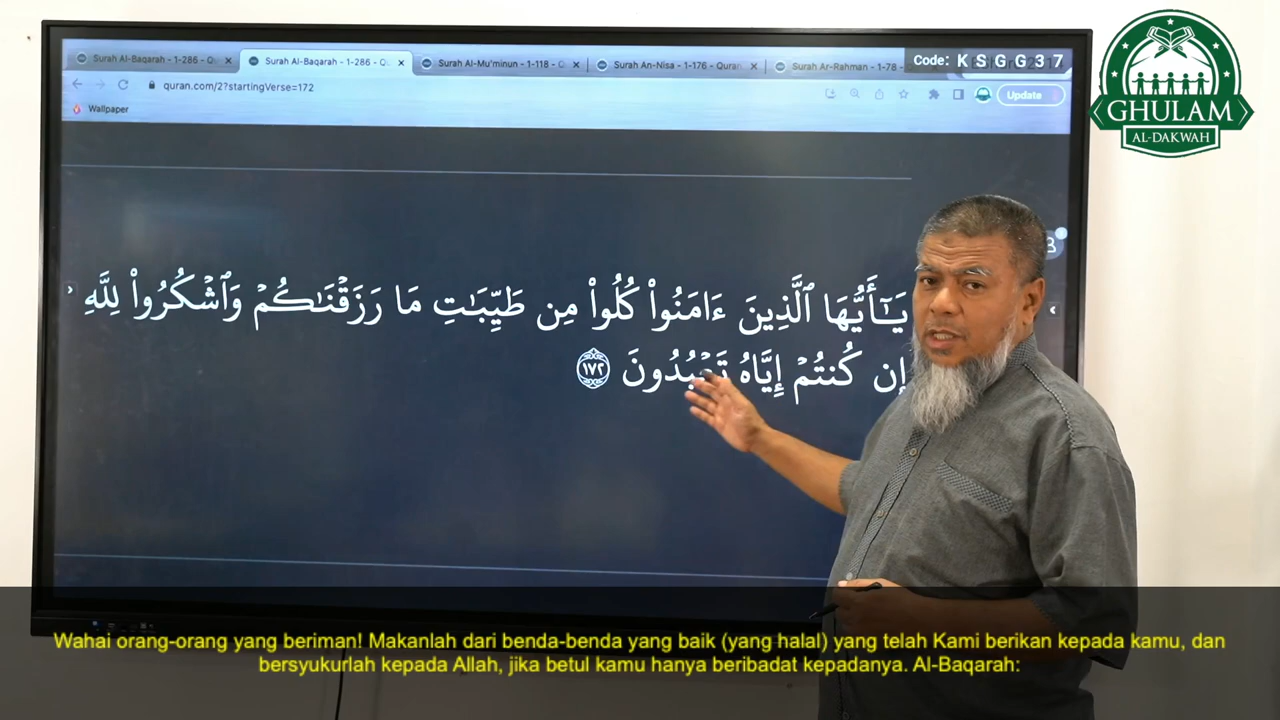 Surah Al-Baqarah - 1-286 - Qu
Surah Al-Baqarah - 1-286 - Qu
Surah Al-Mu'minun - 1-118 - Q
Surah An-Nisa - 1-176 - Quran.
Surah Ar-Rahman - 1-78 -
Code: KSGG37
quran.com/2?startingVerse=172
Update
Wallpaper
GHULAM
AL-DAKWAH
يَـٰٓأَيُّهَا ٱلَّذِينَ ءَامَنُوا۟ كُلُوا۟ مِن طَيِّبَـٰتِ مَا رَزَقْنَـٰكُمْ وَٱشْكُرُوا۟ لِلَّهِ
إِن كُنتُمْ إِيَّاهُ تَعْبُدُونَ ١٧٢
Wahai orang-orang yang beriman! Makanlah dari benda-benda yang baik (yang halal) yang telah Kami berikan kepada kamu, dan
bersyukurlah kepada Allah, jika betul kamu hanya beribadat kepadanya. Al-Baqarah: